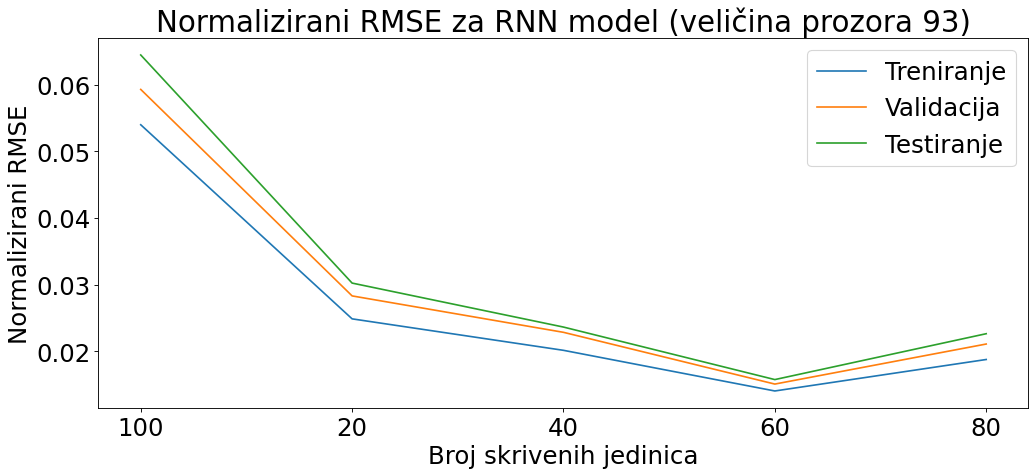 Normalizirani RMSE za RNN model (veličina prozora 93)
Treniranje
Validacija
Testiranje
Normalizirani RMSE
0.06
0.05
0.04
0.03
0.02
100 20 40 60 80
Broj skrivenih jedinica